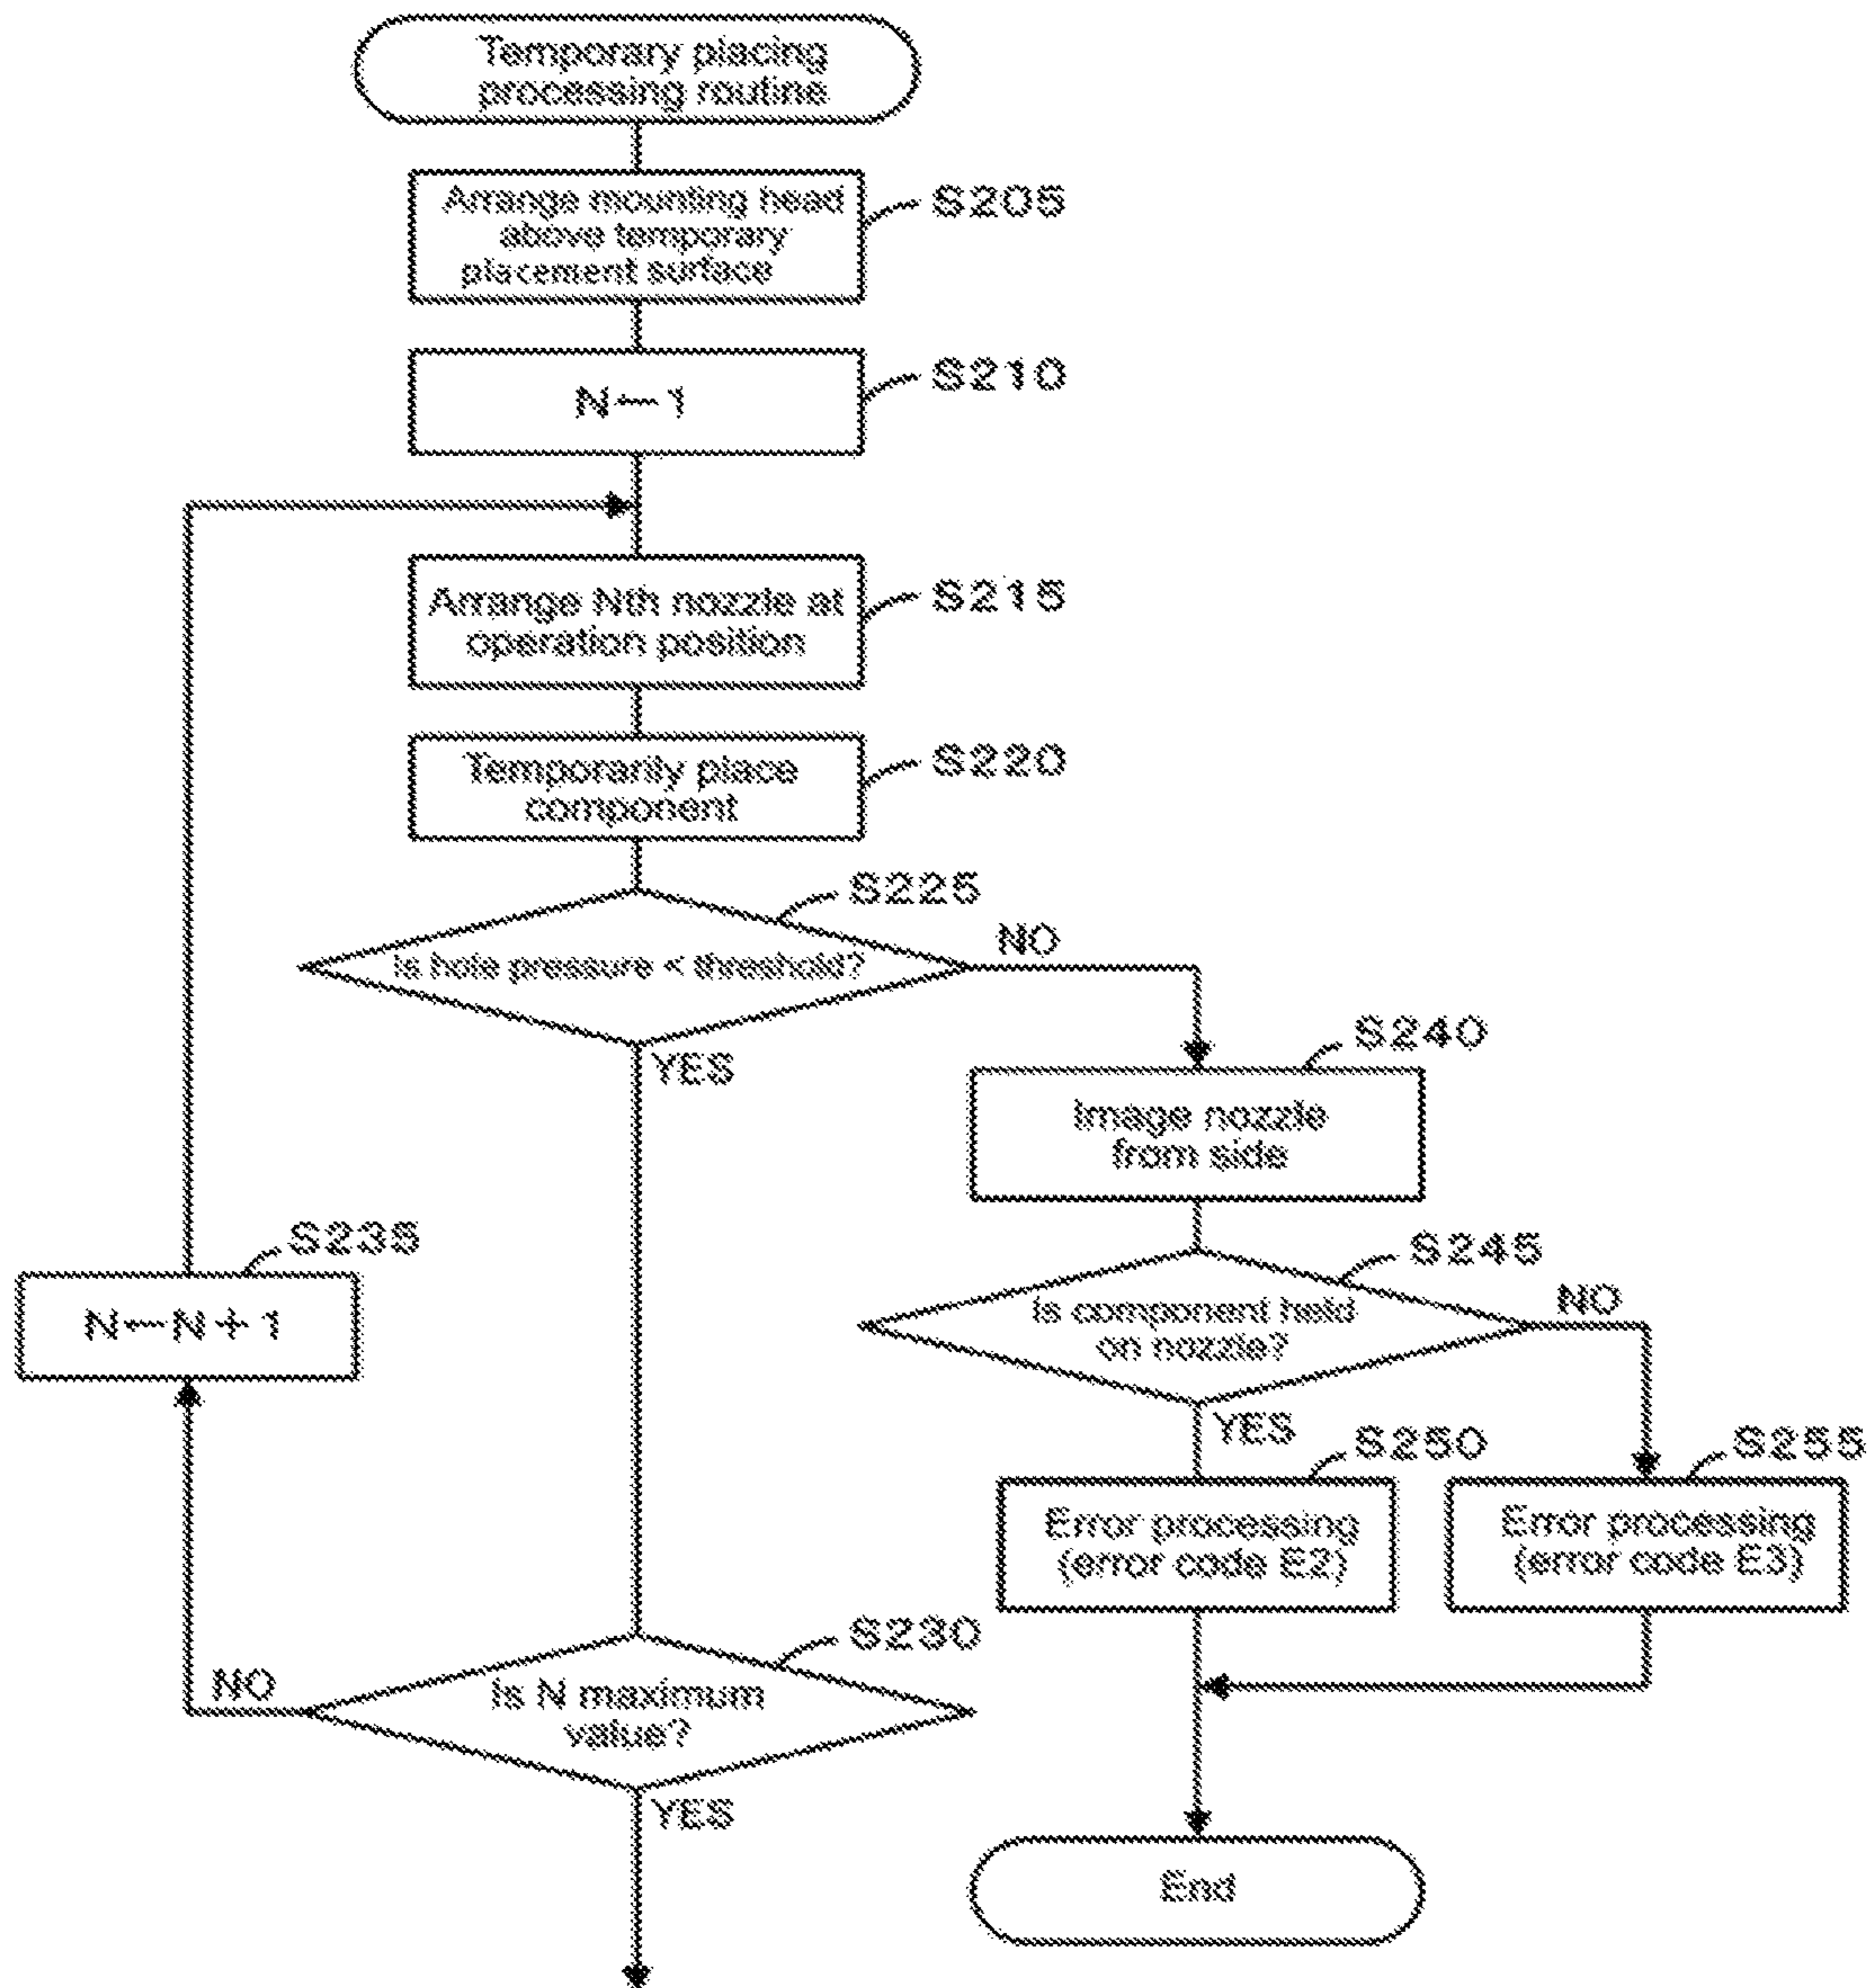 Temporary placing
processing routine
Arrange mounting head
above temporary
placement surface
S205
N←1
S210
Arrange Nth nozzle at
operation position
S215
Temporarily place
component
S220
S225
Is hole pressure < threshold?
NO
YES
S240
Image nozzle
from side
S235
N←N+1
S245
Is component held
on nozzle?
NO
YES
S250
S255
Error processing
(error code E2)
Error processing
(error code E3)
S230
NO
Is N maximum
value?
YES
End